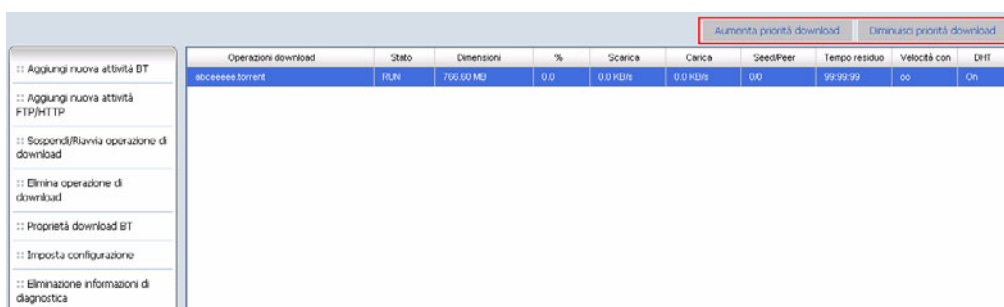 Aumenta priorità download Diminuisci priorità download
Operazioni download Stato Dimensioni % Scarica Carica Seed/Peer Tempo residuo Velocità con DHT
abceeeee.torrent RUN 766.60 MB 0.0 0.0 KB/s 0.0 KB/s 0/0 99:99:99 oo On
:: Aggiungi nuova attività BT
:: Aggiungi nuova attività
FTP/HTTP
:: Sospendi/Riavvia operazione di
download
:: Elimina operazione di
download
:: Proprietà download BT
:: Imposta configurazione
:: Eliminazione informazioni di
diagnostica